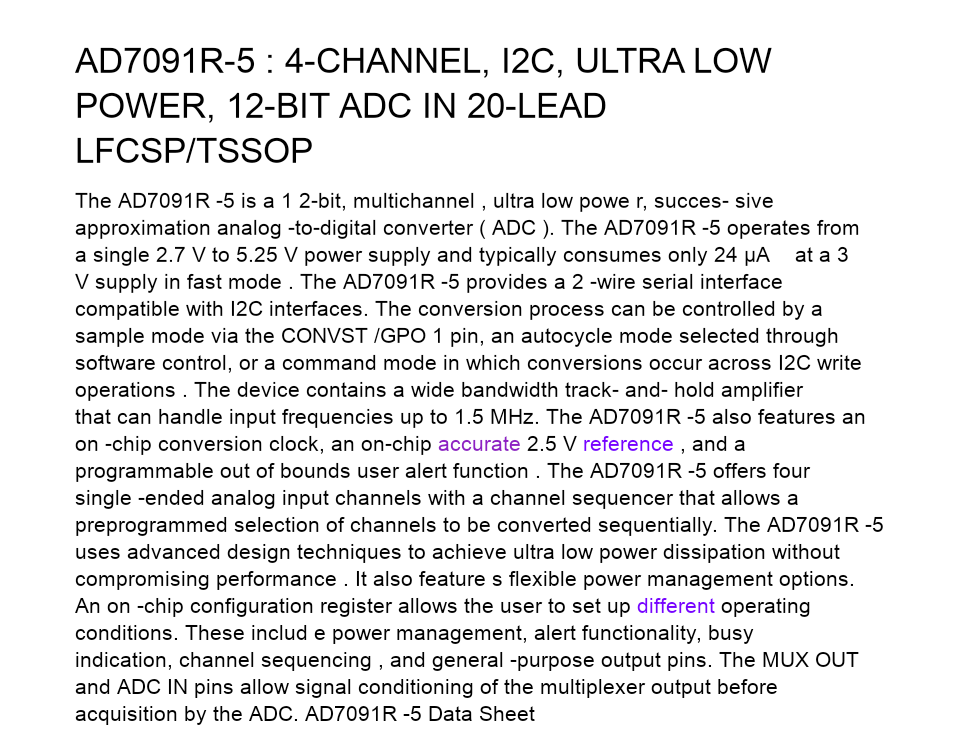 AD7091R-5 : 4-CHANNEL, I2C, ULTRA LOW
POWER, 12-BIT ADC IN 20-LEAD
LFCSP/TSSOP
The AD7091R -5 is a 1 2-bit, multichannel , ultra low powe r, succes- sive
approximation analog -to-digital converter ( ADC ). The AD7091R -5 operates from
a single 2.7 V to 5.25 V power supply and typically consumes only 24 µA at a 3
V supply in fast mode . The AD7091R -5 provides a 2 -wire serial interface
compatible with I2C interfaces. The conversion process can be controlled by a
sample mode via the CONVST /GPO 1 pin, an autocycle mode selected through
software control, or a command mode in which conversions occur across I2C write
operations . The device contains a wide bandwidth track- and- hold amplifier
that can handle input frequencies up to 1.5 MHz. The AD7091R -5 also features an
on -chip conversion clock, an on-chip accurate 2.5 V reference , and a
programmable out of bounds user alert function . The AD7091R -5 offers four
single -ended analog input channels with a channel sequencer that allows a
preprogrammed selection of channels to be converted sequentially. The AD7091R -5
uses advanced design techniques to achieve ultra low power dissipation without
compromising performance . It also feature s flexible power management options.
An on -chip configuration register allows the user to set up different operating
conditions. These includ e power management, alert functionality, busy
indication, channel sequencing , and general -purpose output pins. The MUX OUT
and ADC IN pins allow signal conditioning of the multiplexer output before
acquisition by the ADC. AD7091R -5 Data Sheet